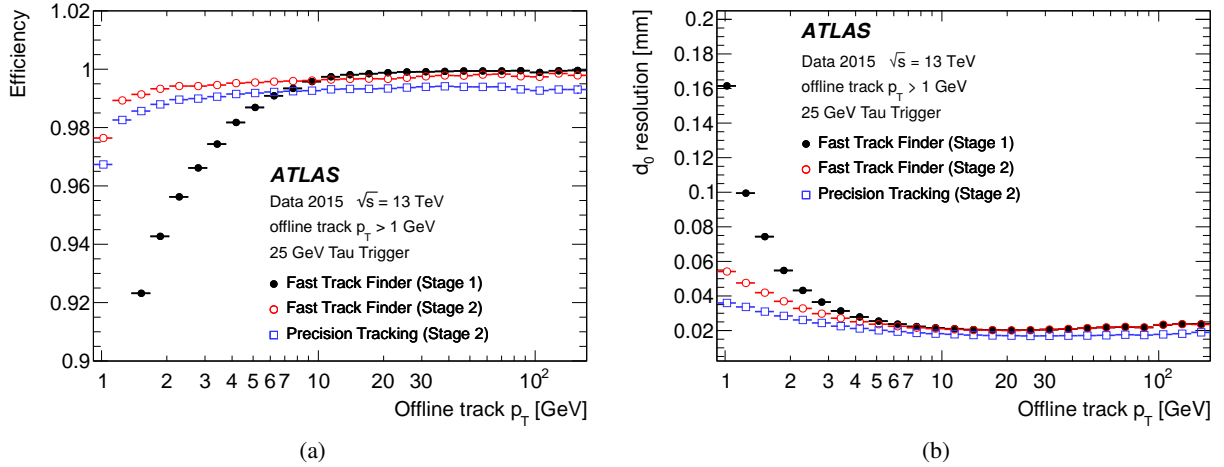 Efficiency
1.02
1
0.98
0.96
0.94
0.92
0.9
ATLAS
Data 2015 √s = 13 TeV
offline track p_T > 1 GeV
25 GeV Tau Trigger
Fast Track Finder (Stage 1)
Fast Track Finder (Stage 2)
Precision Tracking (Stage 2)
1 2 3 4 5 6 7 10 20 30 10²
Offline track p_T [GeV]
(a)
d₀ resolution [mm]
0.2
0.18
0.16
0.14
0.12
0.1
0.08
0.06
0.04
0.02
ATLAS
Data 2015 √s = 13 TeV
offline track p_T > 1 GeV
25 GeV Tau Trigger
Fast Track Finder (Stage 1)
Fast Track Finder (Stage 2)
Precision Tracking (Stage 2)
1 2 3 4 5 6 7 10 20 30 10²
Offline track p_T [GeV]
(b)